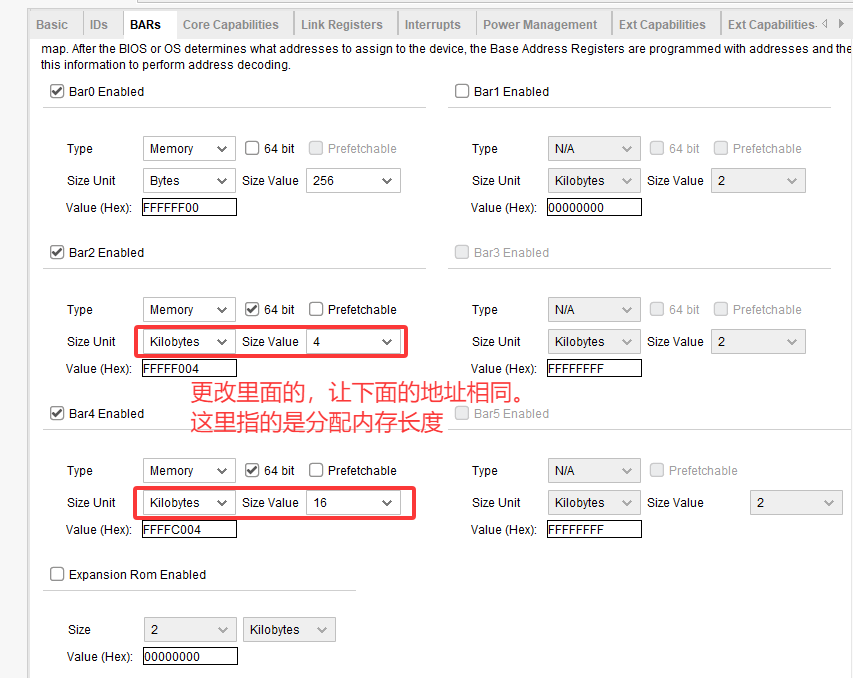 Basic IDs BARs Core Capabilities Link Registers Interrupts Power Management Ext Capabilities Ext Capabilities-
map. After the BIOS or OS determines what addresses to assign to the device, the Base Address Registers are programmed with addresses and the
this information to perform address decoding.
Bar0 Enabled Bar1 Enabled
Type Memory 64 bit Prefetchable Type N/A 64 bit Prefetchable
Size Unit Bytes Size Value 256 Size Unit Kilobytes Size Value 2
Value (Hex): FFFFFF00 Value (Hex): 00000000
Bar2 Enabled Bar3 Enabled
Type Memory 64 bit Prefetchable Type N/A 64 bit Prefetchable
Size Unit Kilobytes Size Value 4 Size Unit Kilobytes Size Value 2
Value (Hex): FFFFF004 Value (Hex): FFFFFFFF
更改里面的，让下面的地址相同。
这里指的是分配内存长度
Bar4 Enabled Bar5 Enabled
Type Memory 64 bit Prefetchable Type N/A Prefetchable
Size Unit Kilobytes Size Value 16 Size Unit Kilobytes Size Value 2
Value (Hex): FFFFC004 Value (Hex): FFFFFFFF
Expansion Rom Enabled
Size 2 Kilobytes
Value (Hex): 00000000